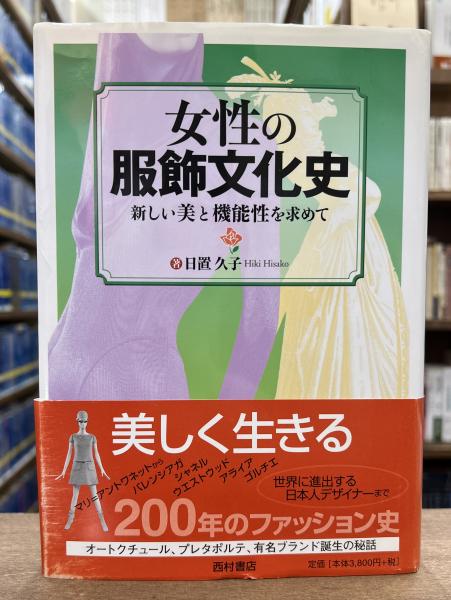 女性の
服飾文化史
新しい美と機能性を求めて
著 日置 久子 Hiki Hisako
美しく生きる
マリ=アントワネットから
バレンシアガ
シャネル
ウエストウッド
アライア
ゴルチエ
世界に進出する
日本人デザイナーまで
200年のファッション史
オートクチュール、プレタポルテ、有名ブランド誕生の秘話
西村書店
定価[本体3,800円+税]